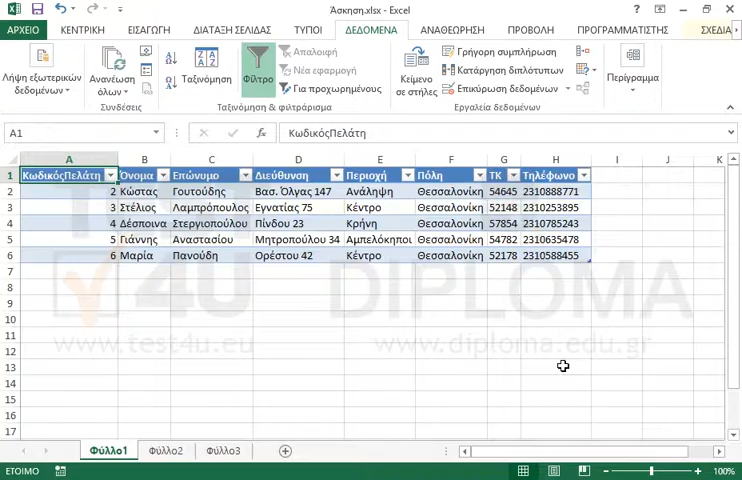 Άσκηση.xlsx - Excel
ΑΡΧΕΙΟ ΚΕΝΤΡΙΚΗ ΕΙΣΑΓΩΓΗ ΔΙΑΤΑΞΗ ΣΕΛΙΔΑΣ ΤΥΠΟΙ ΔΕΔΟΜΕΝΑ ΑΝΑΘΕΩΡΗΣΗ ΠΡΟΒΟΛΗ ΠΡΟΓΡΑΜΜΑΤΙΣΤΗΣ ΣΧΕΔΙΑ
Λήψη εξωτερικών δεδομένων
Ανανέωση όλων
Συνδέσεις
Ταξινόμηση
Φίλτρο
Απαλοιφή
Νέα εφαρμογή
Για προχωρημένους
Ταξινόμηση & φιλτράρισμα
Κείμενο σε στήλες
Γρήγορη συμπλήρωση
Κατάργηση διπλότυπων
Επικύρωση δεδομένων
Εργαλεία δεδομένων
Περίγραμμα
A1 fx ΚωδικόςΠελάτη
A B C D E F G H I J K
1 ΚωδικόςΠελάτη Όνομα Επώνυμο Διεύθυνση Περιοχή Πόλη ΤΚ Τηλέφωνο
2 2 Κώστας Γουτούδης Βασ. Όλγας 147 Ανάληψη Θεσσαλονίκη 54645 2310888771
3 3 Στέλιος Λαμπρόπουλος Εγνατίας 75 Κέντρο Θεσσαλονίκη 52148 2310253895
4 4 Δέσποινα Στεργιοπούλου Πίνδου 23 Κρήνη Θεσσαλονίκη 57854 2310785243
5 5 Γιάννης Αναστασίου Μητροπούλου 34 Αμπελόκηποι Θεσσαλονίκη 54782 2310635478
6 6 Μαρία Πανούδη Ορέστου 42 Κέντρο Θεσσαλονίκη 52178 2310588455
7
8
9
10
11
12
13
14
15
16
17
TEST 4U DIPLOMA
www.test4u.eu www.diploma.edu.gr
Φύλλο1 Φύλλο2 Φύλλο3
ΕΤΟΙΜΟ 100%